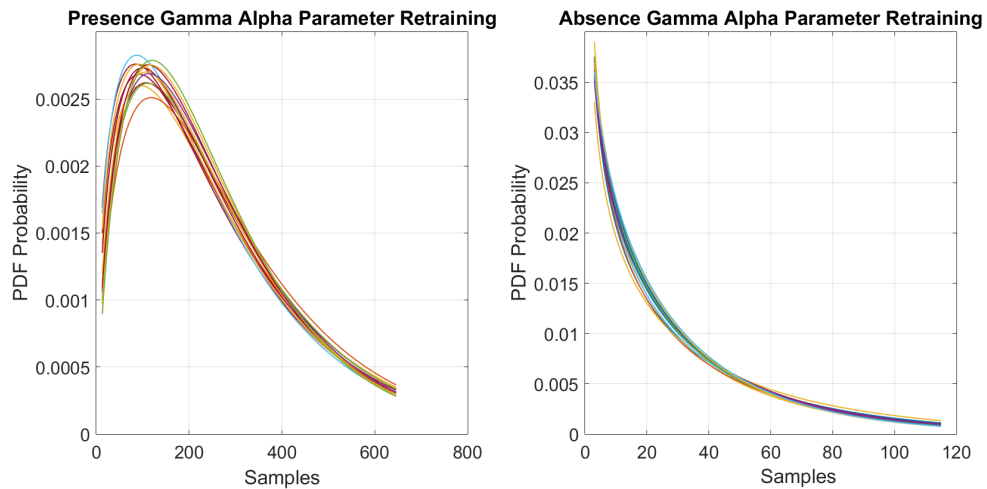 Presence Gamma Alpha Parameter Retraining
PDF Probability
0.0025
0.002
0.0015
0.001
0.0005
0
0 200 400 600 800
Samples
Absence Gamma Alpha Parameter Retraining
PDF Probability
0.035
0.03
0.025
0.02
0.015
0.01
0.005
0
0 20 40 60 80 100 120
Samples